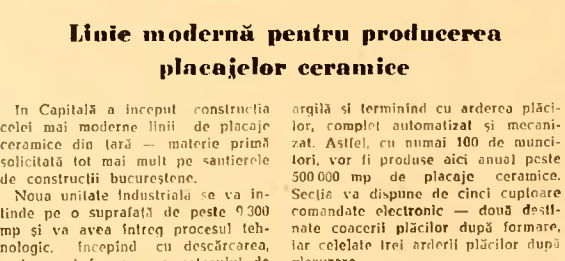 Linie modernă pentru producerea
placajelor ceramice
In Capitală a inceput construcția
celei mai moderne linii de placaje
ceramice din țară — materie primă
solicitată tot mai mult pe șantierele
de construcții bucureștene.
Noua unitate industrială se va în-
tinde pe o suprafață de peste 9 300
mp și va avea întreg procesul teh-
nologic, începînd cu descărcarea,
argilă și terminînd cu arderea plăci-
lor, complet automatizat și mecani-
zat. Astfel, cu numai 100 de munci-
tori, vor fi produse aici anual peste
500 000 mp de placaje ceramice.
Secția va dispune de cinci cuptoare
comandate electronic — două desti-
nate coacerii plăcilor după formare,
iar celelate trei arderii plăcilor după